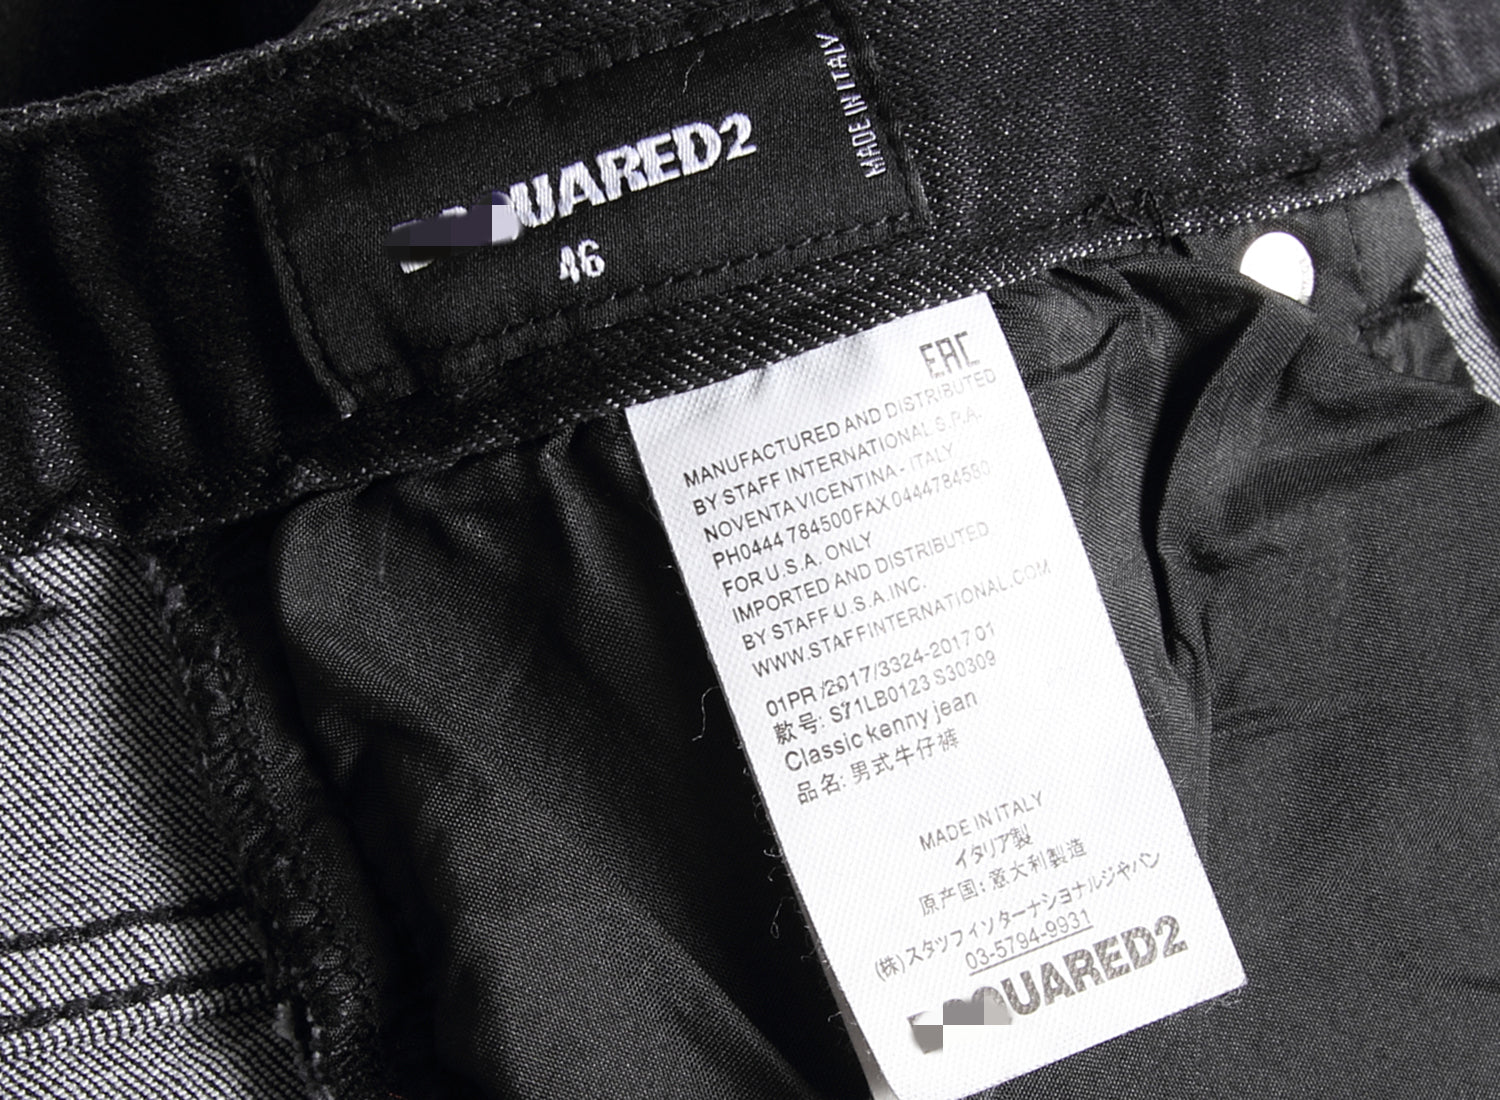 UARED2
46
MADE IN ITALY
EAC
MANUFACTURED AND DISTRIBUTED
BY STAFF INTERNATIONAL S.P.A.
NOVENTA VICENTINA - ITALY
PH0444 784500 FAX 0444784580
FOR U.S.A. ONLY
IMPORTED AND DISTRIBUTED
BY STAFF U.S.A.INC.
WWW.STAFFINTERNATIONAL.COM
01PR /2017/3324-2017 01
款号: S71LB0123 S30309
Classic kenny jean
品名: 男式牛仔裤
MADE IN ITALY
イタリア製
原产国: 意大利製造
(株)スタッフィソターナショナルジャパン
03-5794-9931
UARED2